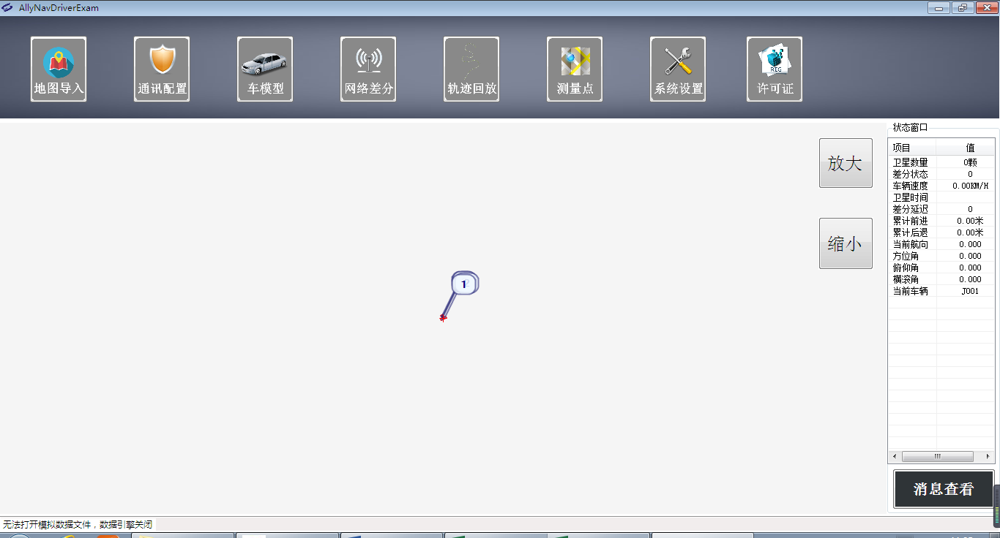 AllyNavDriverExam
地图导入
通讯配置
车模型
网络差分
轨迹回放
测量点
系统设置
REG
许可证
放大
缩小
1
状态窗口
项目 值
卫星数量 0颗
差分状态 0
车辆速度 0.00KM/H
卫星时间
差分延迟 0
累计前进 0.00米
累计后退 0.00米
当前航向 0.000
方位角 0.000
俯仰角 0.000
横滚角 0.000
当前车辆 J001
消息查看
无法打开模拟数据文件，数据引擎关闭